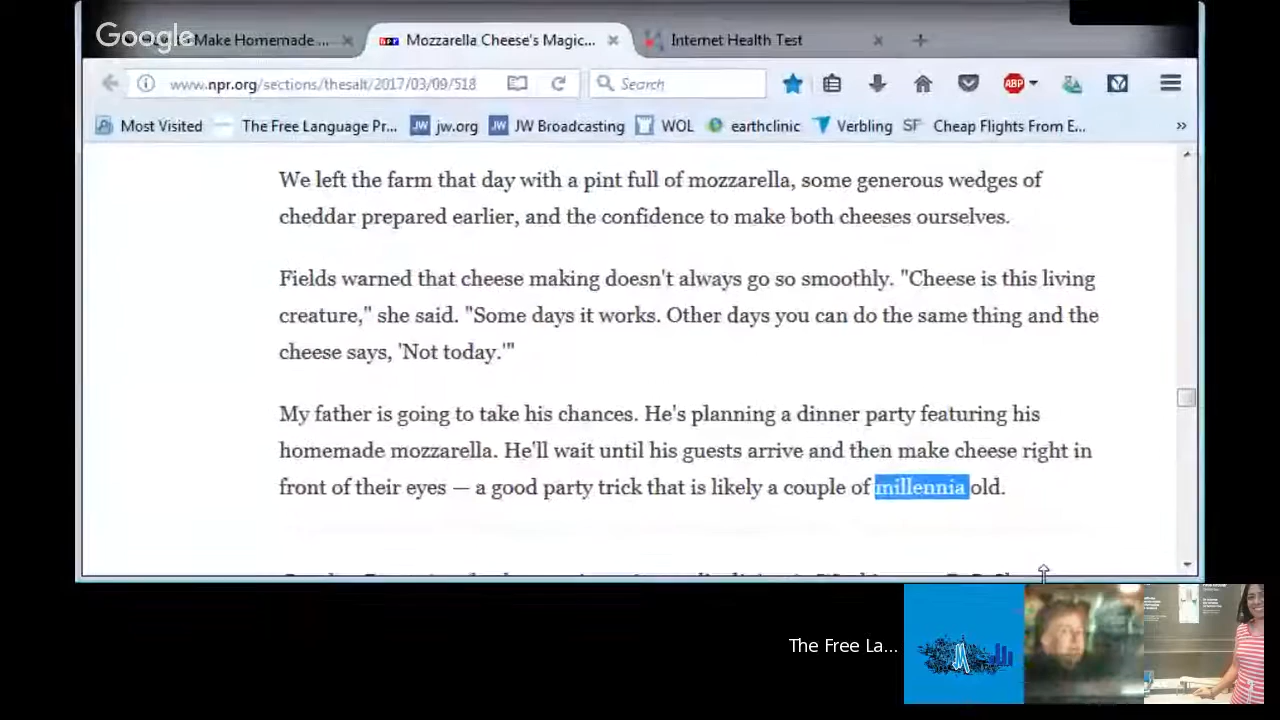 Google
Make Homemade ...
npr
Mozzarella Cheese's Magic...
Internet Health Test
www.npr.org/sections/thesalt/2017/03/09/518
Search
ABP
Most Visited
The Free Language Pr...
JW
jw.org
JW
JW Broadcasting
WOL
earthclinic
Verbling
SF
Cheap Flights From E...
We left the farm that day with a pint full of mozzarella, some generous wedges of
cheddar prepared earlier, and the confidence to make both cheeses ourselves.
Fields warned that cheese making doesn't always go so smoothly. "Cheese is this living
creature," she said. "Some days it works. Other days you can do the same thing and the
cheese says, 'Not today.'"
My father is going to take his chances. He's planning a dinner party featuring his
homemade mozzarella. He'll wait until his guests arrive and then make cheese right in
front of their eyes — a good party trick that is likely a couple of millennia old.
The Free La...